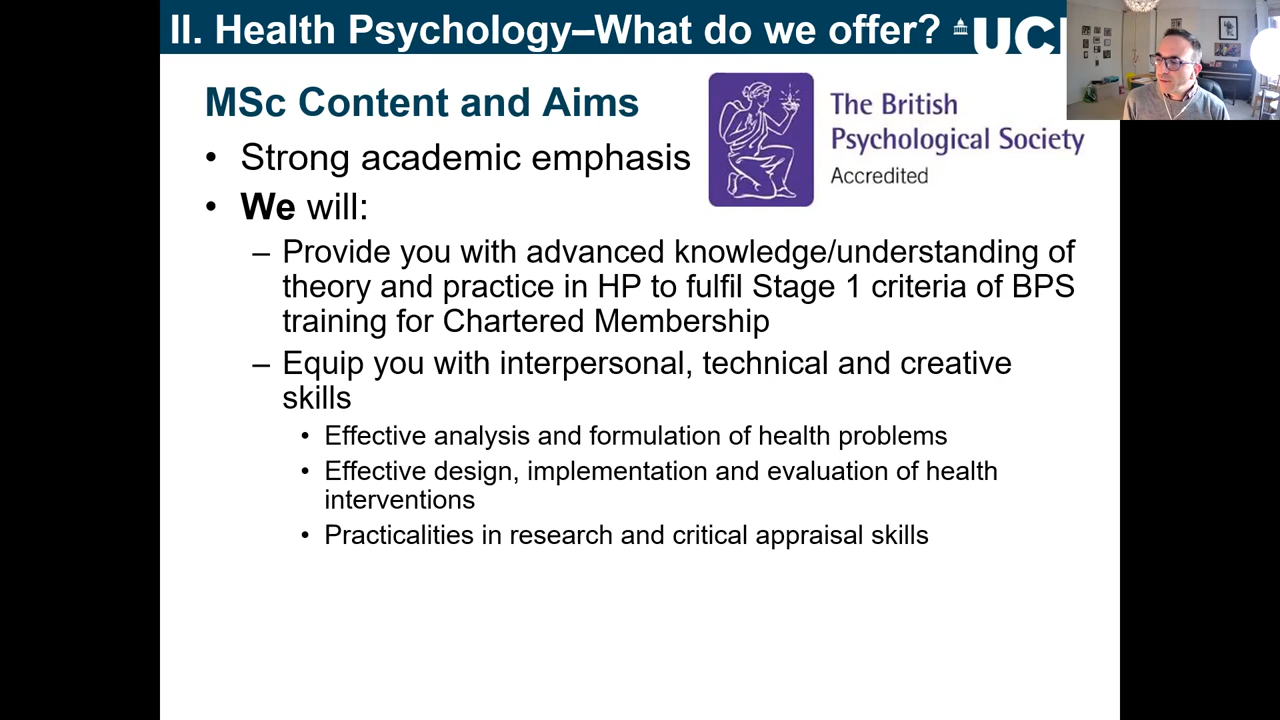 II. Health Psychology–What do we offer?
UCL
MSc Content and Aims
The British
Psychological Society
Accredited
• Strong academic emphasis
• We will:
– Provide you with advanced knowledge/understanding of
theory and practice in HP to fulfil Stage 1 criteria of BPS
training for Chartered Membership
– Equip you with interpersonal, technical and creative
skills
• Effective analysis and formulation of health problems
• Effective design, implementation and evaluation of health
interventions
• Practicalities in research and critical appraisal skills